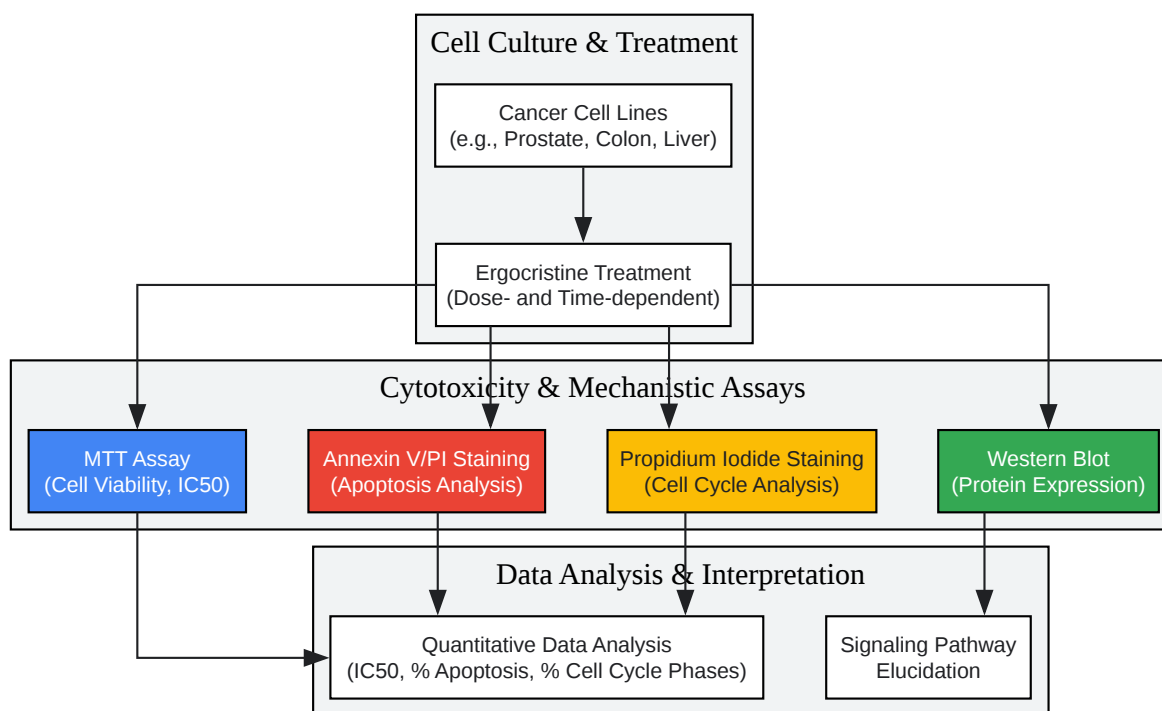 Cell Culture & Treatment
Cancer Cell Lines
(e.g., Prostate, Colon, Liver)
Ergocristine Treatment
(Dose- and Time-dependent)
Cytotoxicity & Mechanistic Assays
MTT Assay
(Cell Viability, IC50)
Annexin V/PI Staining
(Apoptosis Analysis)
Propidium Iodide Staining
(Cell Cycle Analysis)
Western Blot
(Protein Expression)
Data Analysis & Interpretation
Quantitative Data Analysis
(IC50, % Apoptosis, % Cell Cycle Phases)
Signaling Pathway
Elucidation